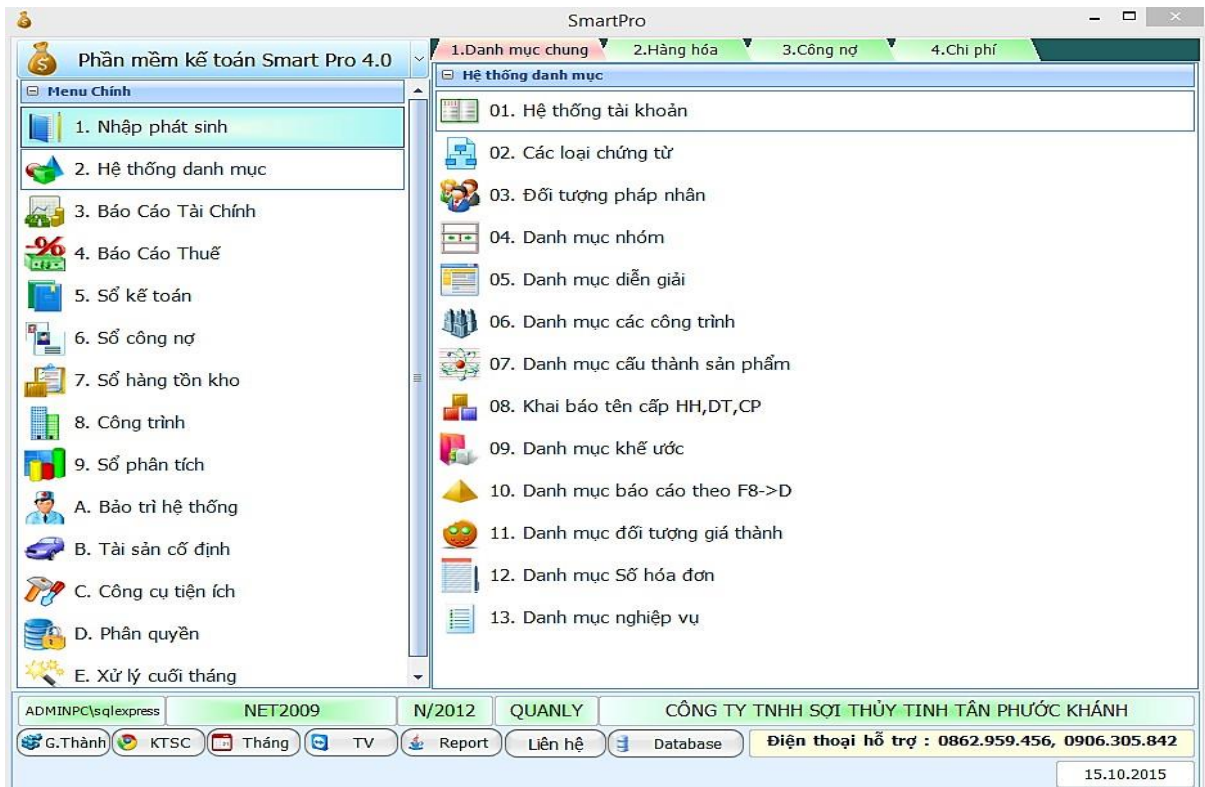 SmartPro
Phần mềm kế toán Smart Pro 4.0
1.Danh mục chung
2.Hàng hóa
3.Công nợ
4.Chi phí
Menu Chính
1. Nhập phát sinh
2. Hệ thống danh mục
3. Báo Cáo Tài Chính
4. Báo Cáo Thuế
5. Sổ kế toán
6. Sổ công nợ
7. Sổ hàng tồn kho
8. Công trình
9. Sổ phân tích
A. Bảo trì hệ thống
B. Tài sản cố định
C. Công cụ tiện ích
D. Phân quyền
E. Xử lý cuối tháng
Hệ thống danh mục
01. Hệ thống tài khoản
02. Các loại chứng từ
03. Đối tượng pháp nhân
04. Danh mục nhóm
05. Danh mục diễn giải
06. Danh mục các công trình
07. Danh mục cấu thành sản phẩm
08. Khai báo tên cấp HH,DT,CP
09. Danh mục khế ước
10. Danh mục báo cáo theo F8->D
11. Danh mục đối tượng giá thành
12. Danh mục Số hóa đơn
13. Danh mục nghiệp vụ
ADMINPC\sqlexpress
NET2009
N/2012
QUANLY
CÔNG TY TNHH SỢI THỦY TINH TÂN PHƯỚC KHÁNH
G.Thành
KTSC
Tháng
TV
Report
Liên hệ
Database
Điện thoại hỗ trợ : 0862.959.456, 0906.305.842
15.10.2015